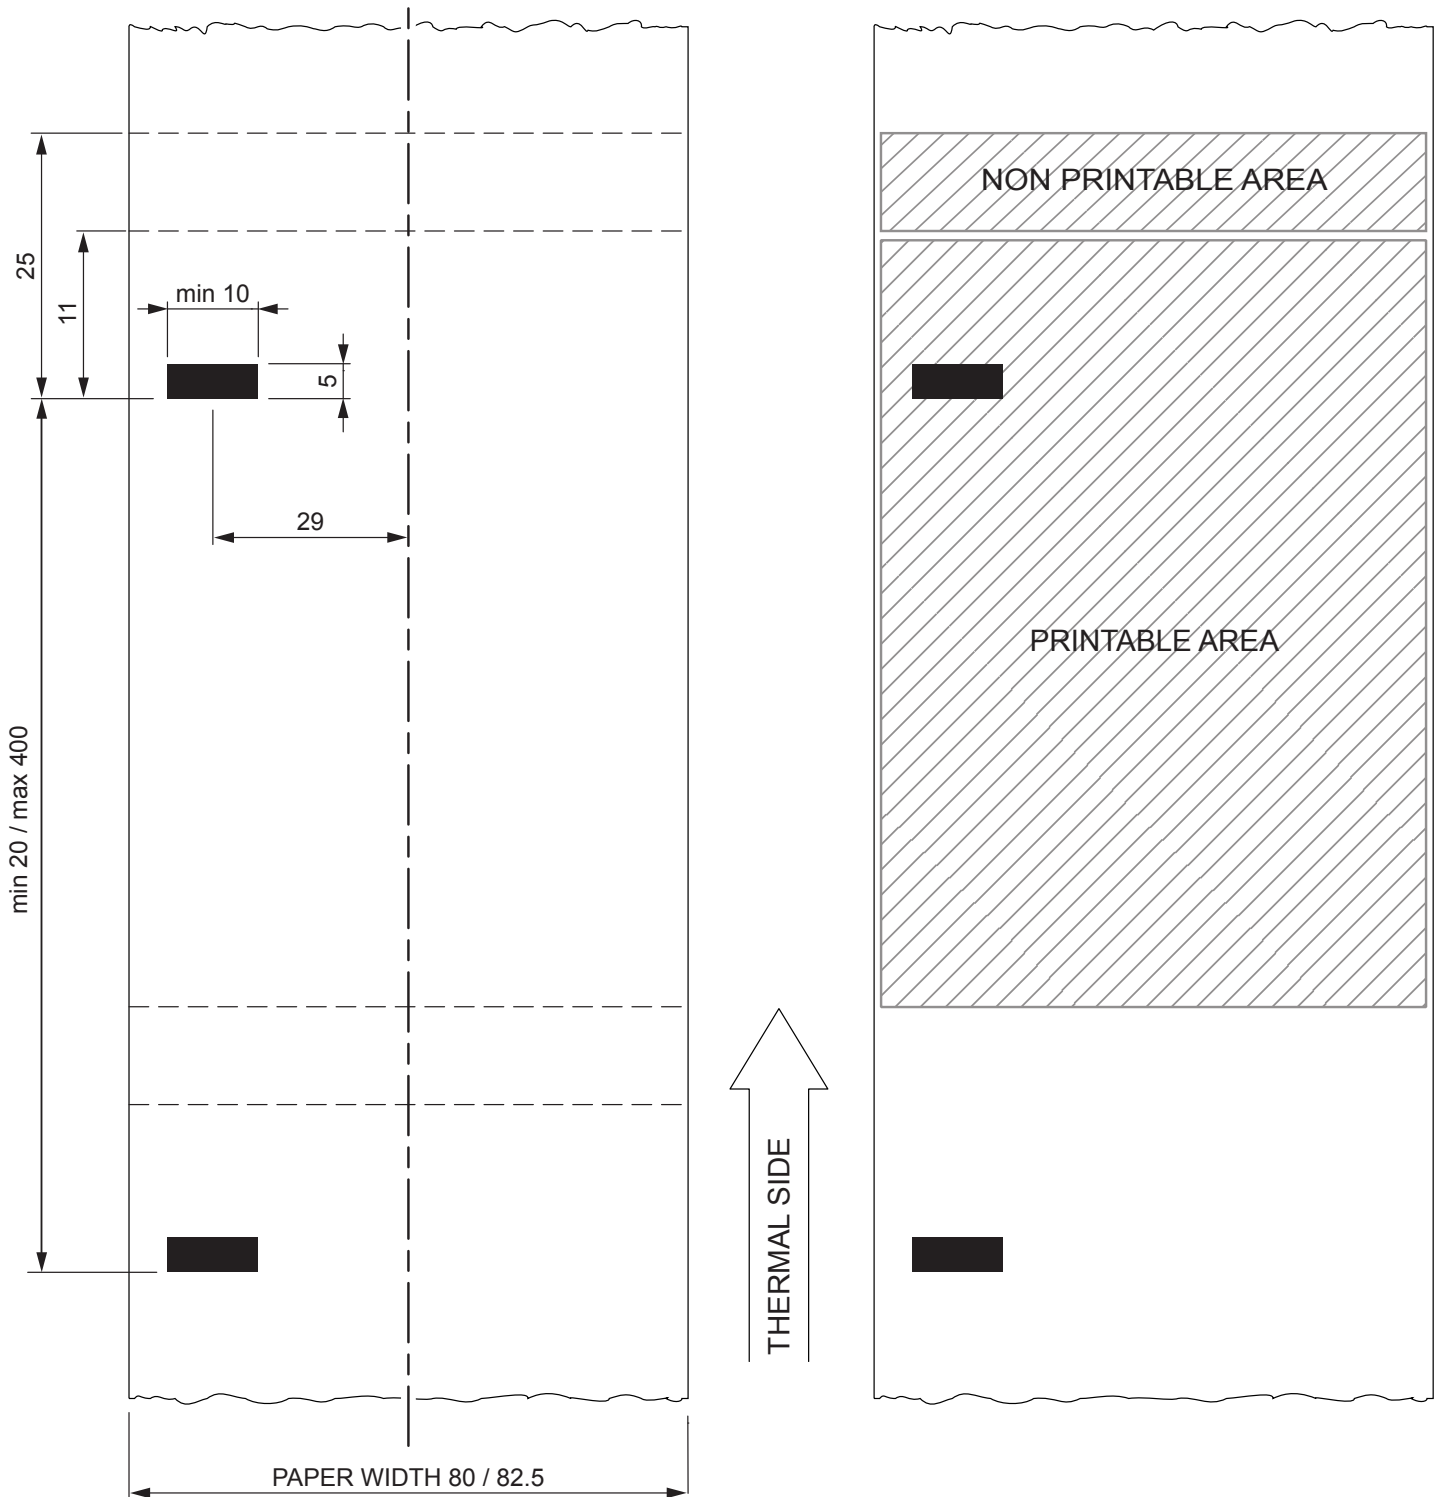 NON PRINTABLE AREA
25
min 10
11
5
29
PRINTABLE AREA
min 20 / max 400
THERMAL SIDE
PAPER WIDTH 80 / 82.5